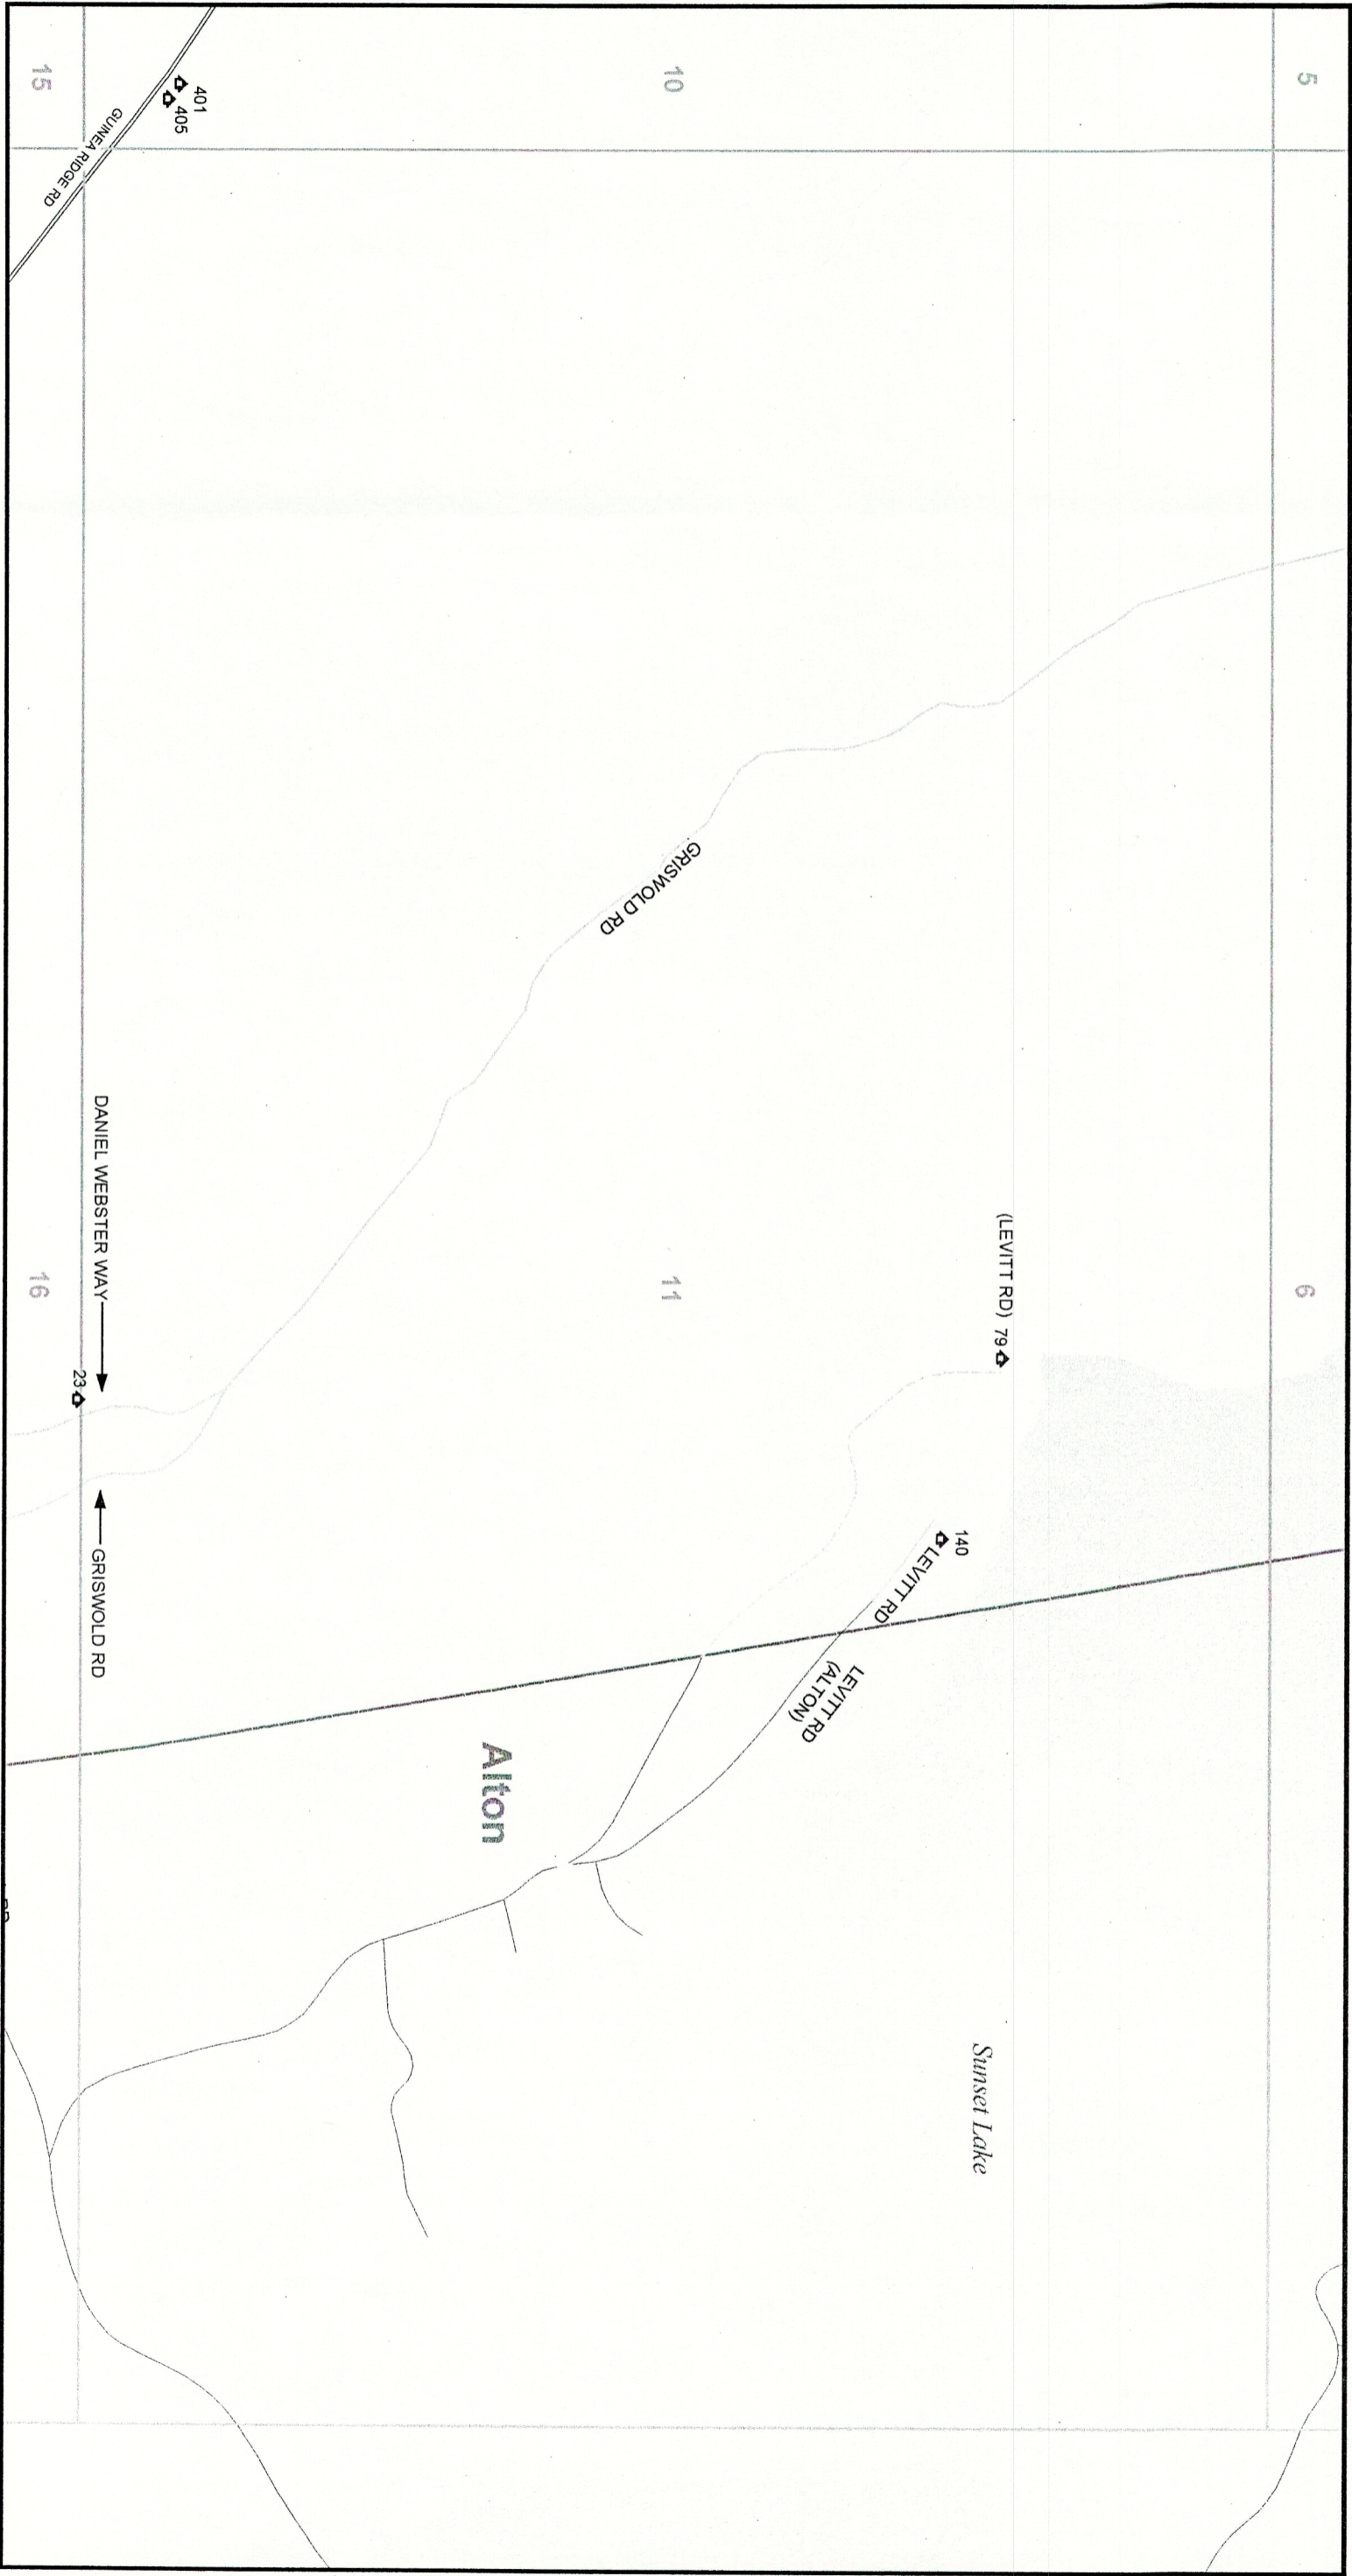 5
6
(LEVITT RD) 79
140
LEVITT RD
LEVITT RD
(ALTON)
Sunset Lake
10
11
GRISWOLD RD
Alton
401
405
GUINEA RIDGE RD
DANIEL WEBSTER WAY
GRISWOLD RD
23
15
16